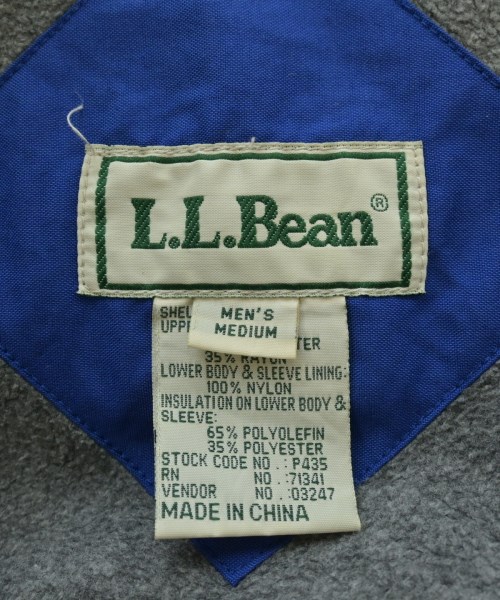 L.L.Bean®
MEN'S
MEDIUM
35% RAYON
LOWER BODY & SLEEVE LINING:
100% NYLON
INSULATION ON LOWER BODY &
SLEEVE:
65% POLYOLEFIN
35% POLYESTER
STOCK CODE NO.:P435
RN NO.:71341
VENDOR NO.:03247
MADE IN CHINA